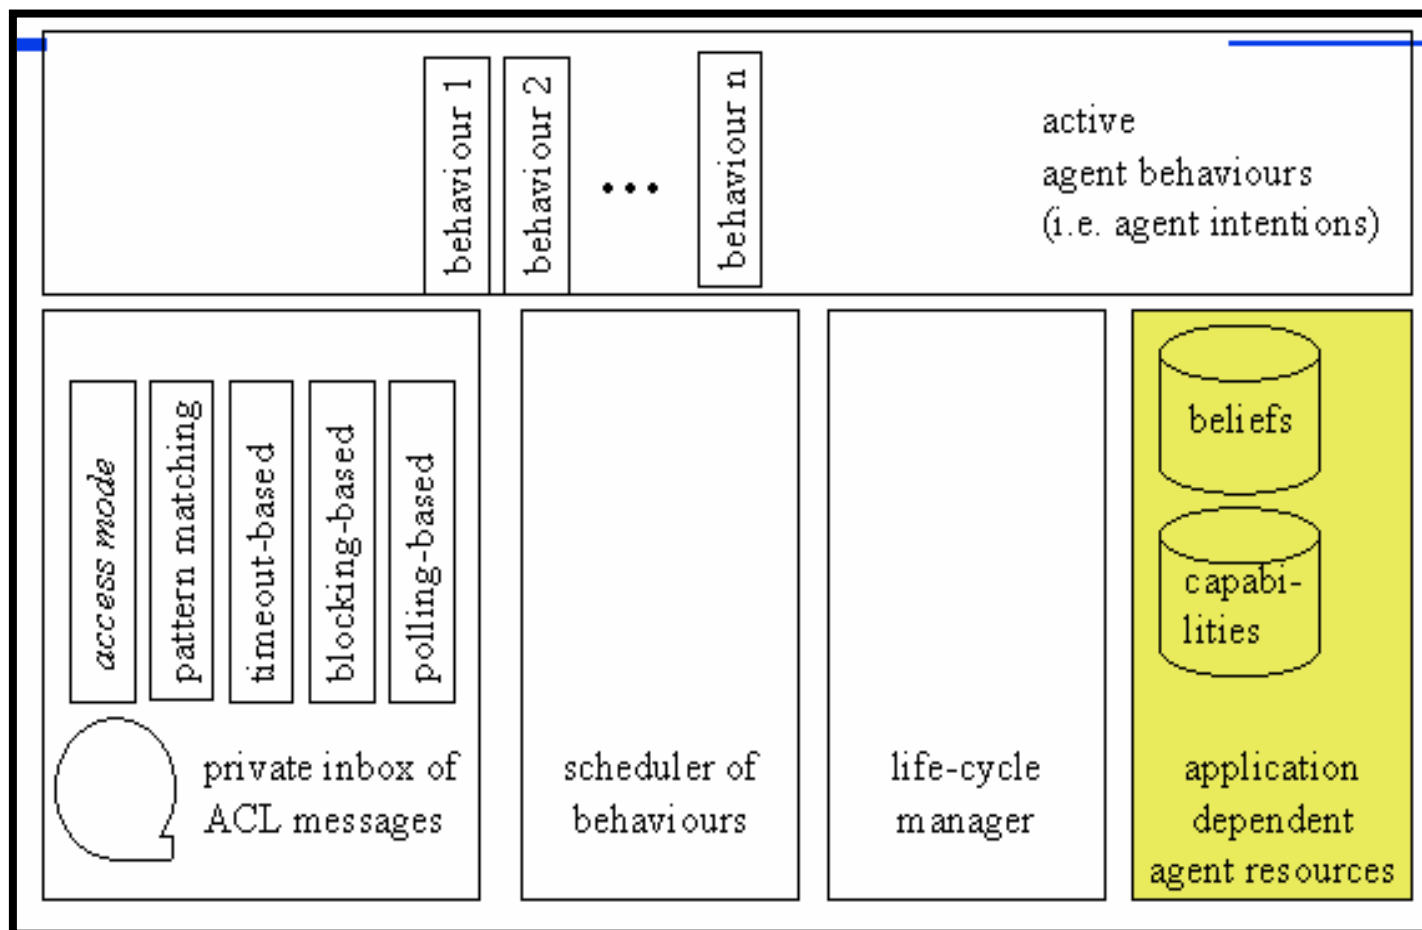 behaviour 1
behaviour 2
...
behaviour n
active
agent behaviours
(i.e. agent intentions)
access mode
pattern matching
timeout-based
blocking-based
polling-based
private inbox of
ACL messages
scheduler of
behaviours
life-cycle
manager
beliefs
capabi-
lities
application
dependent
agent resources